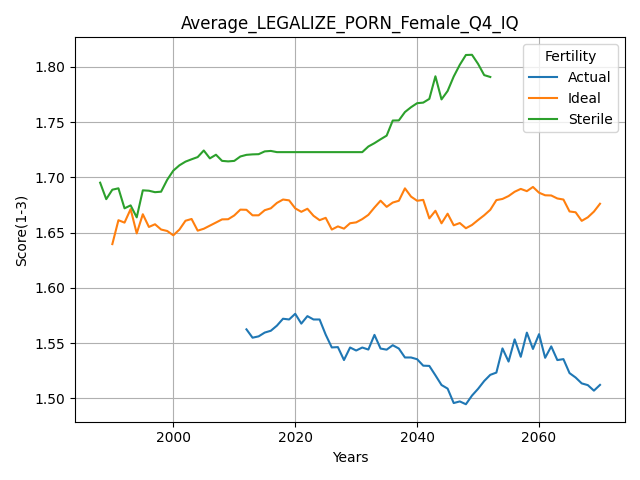 Average_LEGALIZE_PORN_Female_Q4_IQ
Fertility
Actual
Ideal
Sterile
1.80
1.75
1.70
1.65
1.60
1.55
1.50
Score(1-3)
2000 2020 2040 2060
Years